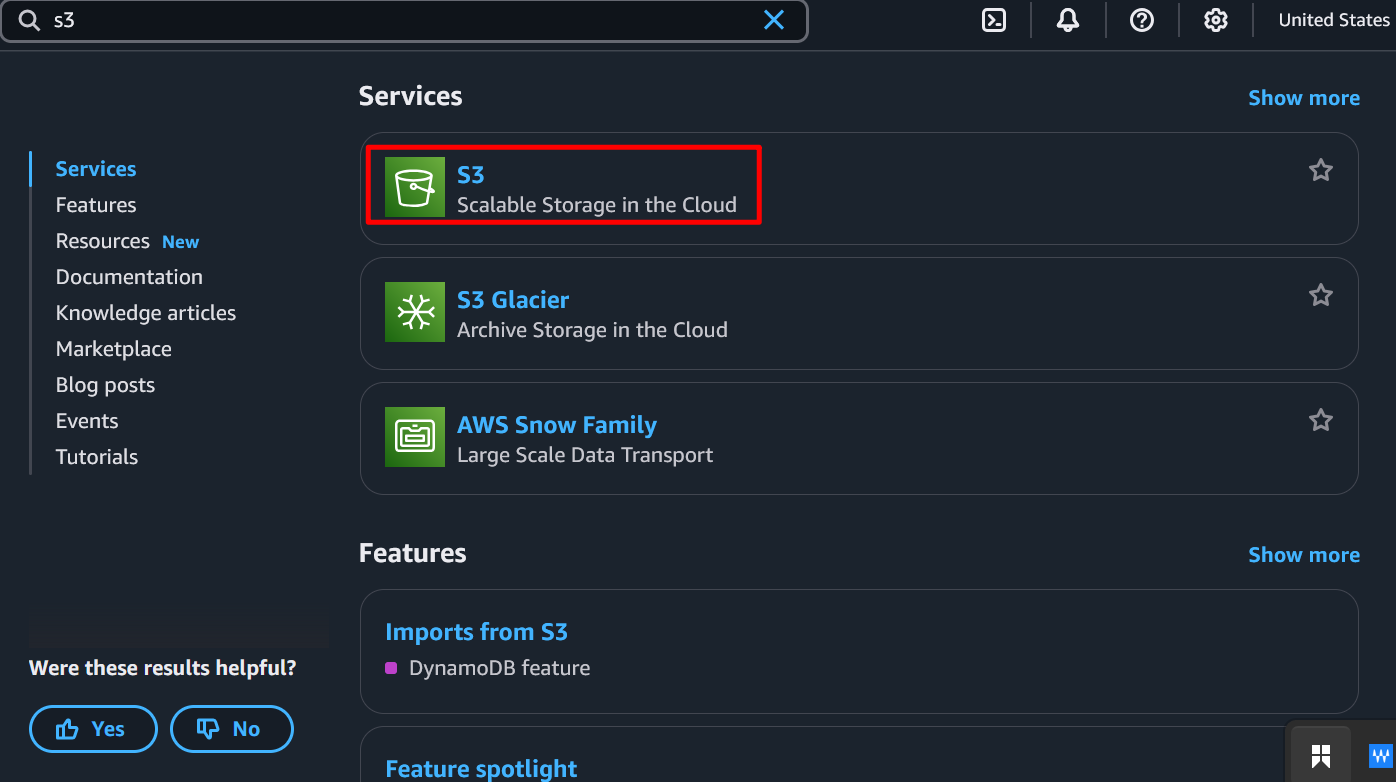 s3
United States
Services
Show more
Services
Features
Resources New
Documentation
Knowledge articles
Marketplace
Blog posts
Events
Tutorials
S3
Scalable Storage in the Cloud
S3 Glacier
Archive Storage in the Cloud
AWS Snow Family
Large Scale Data Transport
Features
Show more
Imports from S3
DynamoDB feature
Feature spotlight
Were these results helpful?
Yes
No